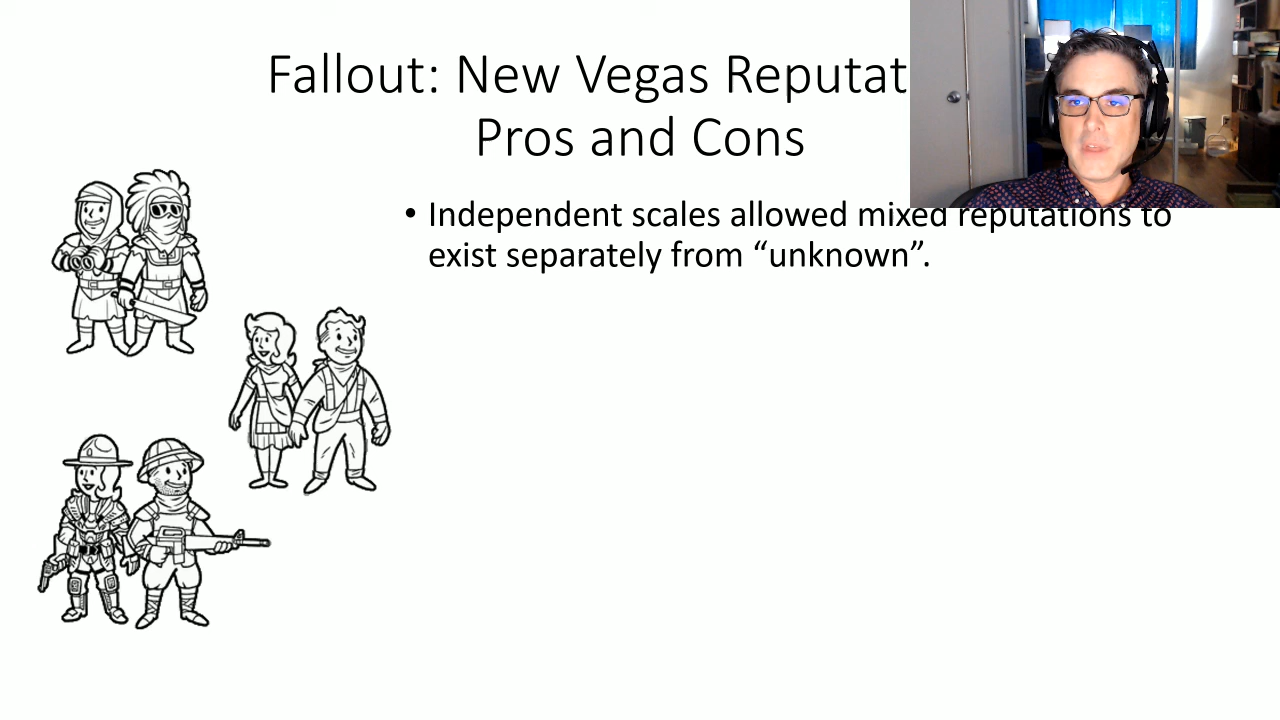 Fallout: New Vegas Reputat
Pros and Cons
• Independent scales allowed mixed reputations to
exist separately from “unknown”.